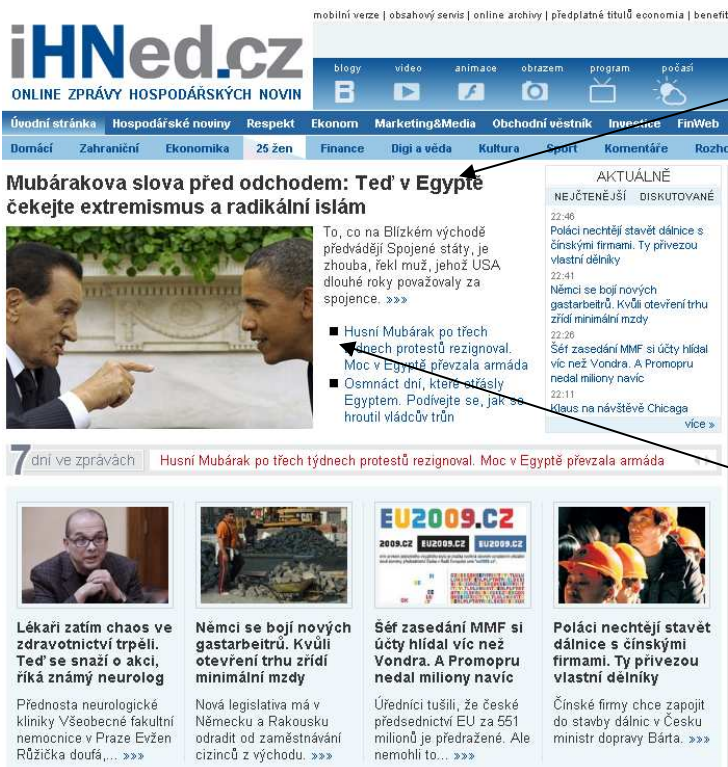 mobilní verze | obsahový servis | online archivy | předplatné titulů economia | benefit
iHNed.cz
ONLINE ZPRÁVY HOSPODÁŘSKÝCH NOVIN
blogy video animace obrazem program počasí
Úvodní stránka Hospodářské noviny Respekt Ekonom Marketing&Media Obchodní věstník Investice FinWeb
Domácí Zahraniční Ekonomika 25 žen Finance Digi a věda Kultura Sport Komentáře Rozho
Mubárakova slova před odchodem: Teď v Egyptě
čekejte extremismus a radikální islám
To, co na Blízkém východě
předvádějí Spojené státy, je
zhouba, řekl muž, jehož USA
dlouhé roky považovaly za
spojence. »»»
Husní Mubárak po třech
týdnech protestů rezignoval.
Moc v Egyptě převzala armáda
Osmnáct dní, které otřásly
Egyptem. Podívejte se, jak se
hroutil vládcův trůn
AKTUÁLNĚ
NEJČTENĚJŠÍ DISKUTOVANÉ
22:46
Poláci nechtějí stavět dálnice s
čínskými firmami. Ty přivezou
vlastní dělníky
22:41
Němci se bojí nových
gastarbeitrů. Kvůli otevření trhu
zřídí minimální mzdy
22:26
Šéf zasedání MMF si účty hlídal
víc než Vondra. A Promopru
nedal miliony navíc
22:11
Klaus na návštěvě Chicaga
více »
7 dní ve zprávách Husní Mubárak po třech týdnech protestů rezignoval. Moc v Egyptě převzala armáda
EU2009.CZ
2009.CZ EU2009.CZ EU2009.CZ
Lékaři zatím chaos ve
zdravotnictví trpěli.
Teď se snaží o akci,
říká známý neurolog
Přednosta neurologické
kliniky Všeobecné fakultní
nemocnice v Praze Evžen
Růžička doufá,... »»»
Němci se bojí nových
gastarbeitrů. Kvůli
otevření trhu zřídí
minimální mzdy
Nová legislativa má v
Německu a Rakousku
odradit od zaměstnávání
cizinců z východu. »»»
Šéf zasedání MMF si
účty hlídal víc než
Vondra. A Promopru
nedal miliony navíc
Úředníci tušili, že české
předsednictví EU za 551
milionů je předražené. Ale
nemohli to... »»»
Poláci nechtějí stavět
dálnice s čínskými
firmami. Ty přivezou
vlastní dělníky
Čínské firmy chce zapojit
do stavby dálnic v Česku
ministr dopravy Bárta. »»»